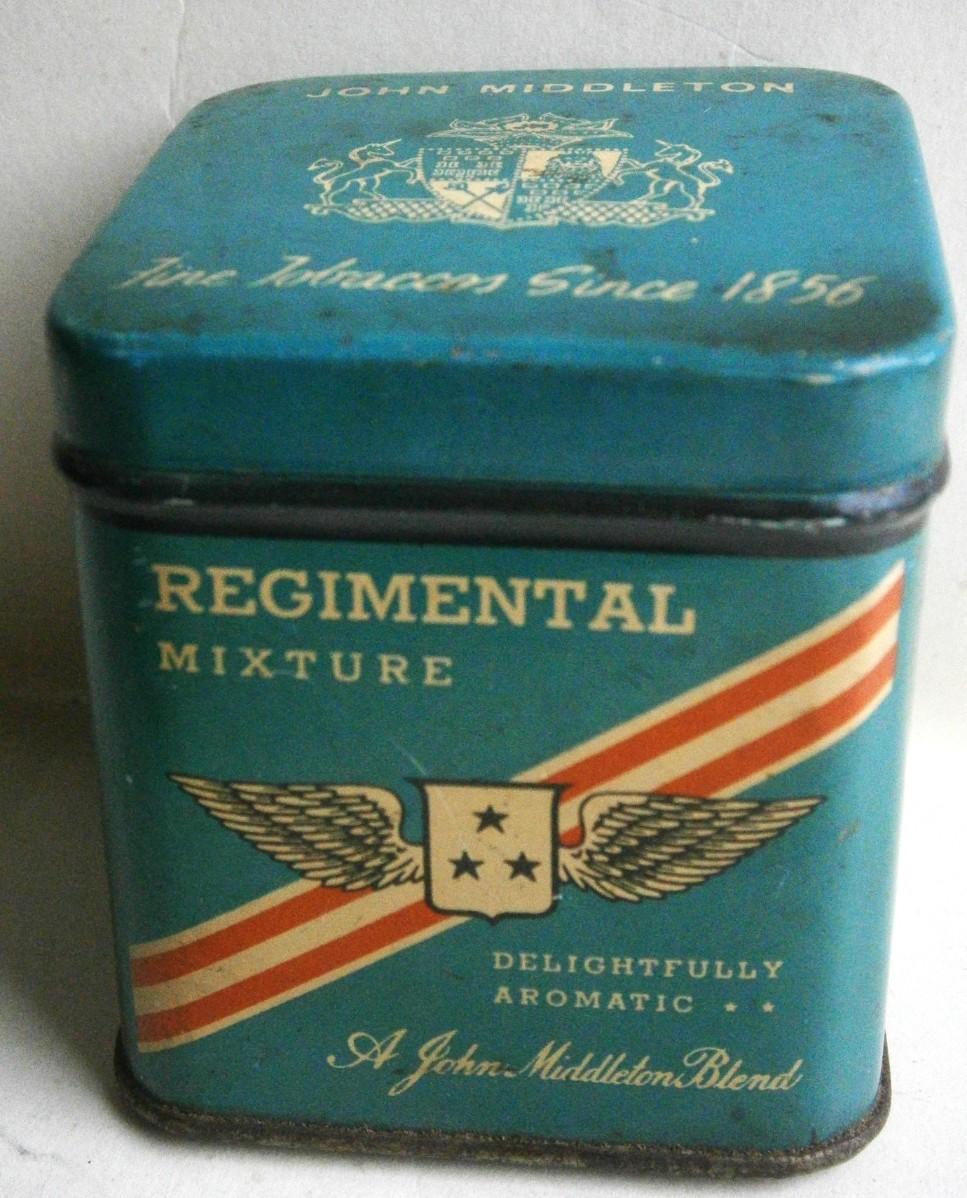 JOHN MIDDLETON
Fine Tobaccos Since 1856
REGIMENTAL
MIXTURE
DELIGHTFULLY
AROMATIC
A John Middleton Blend